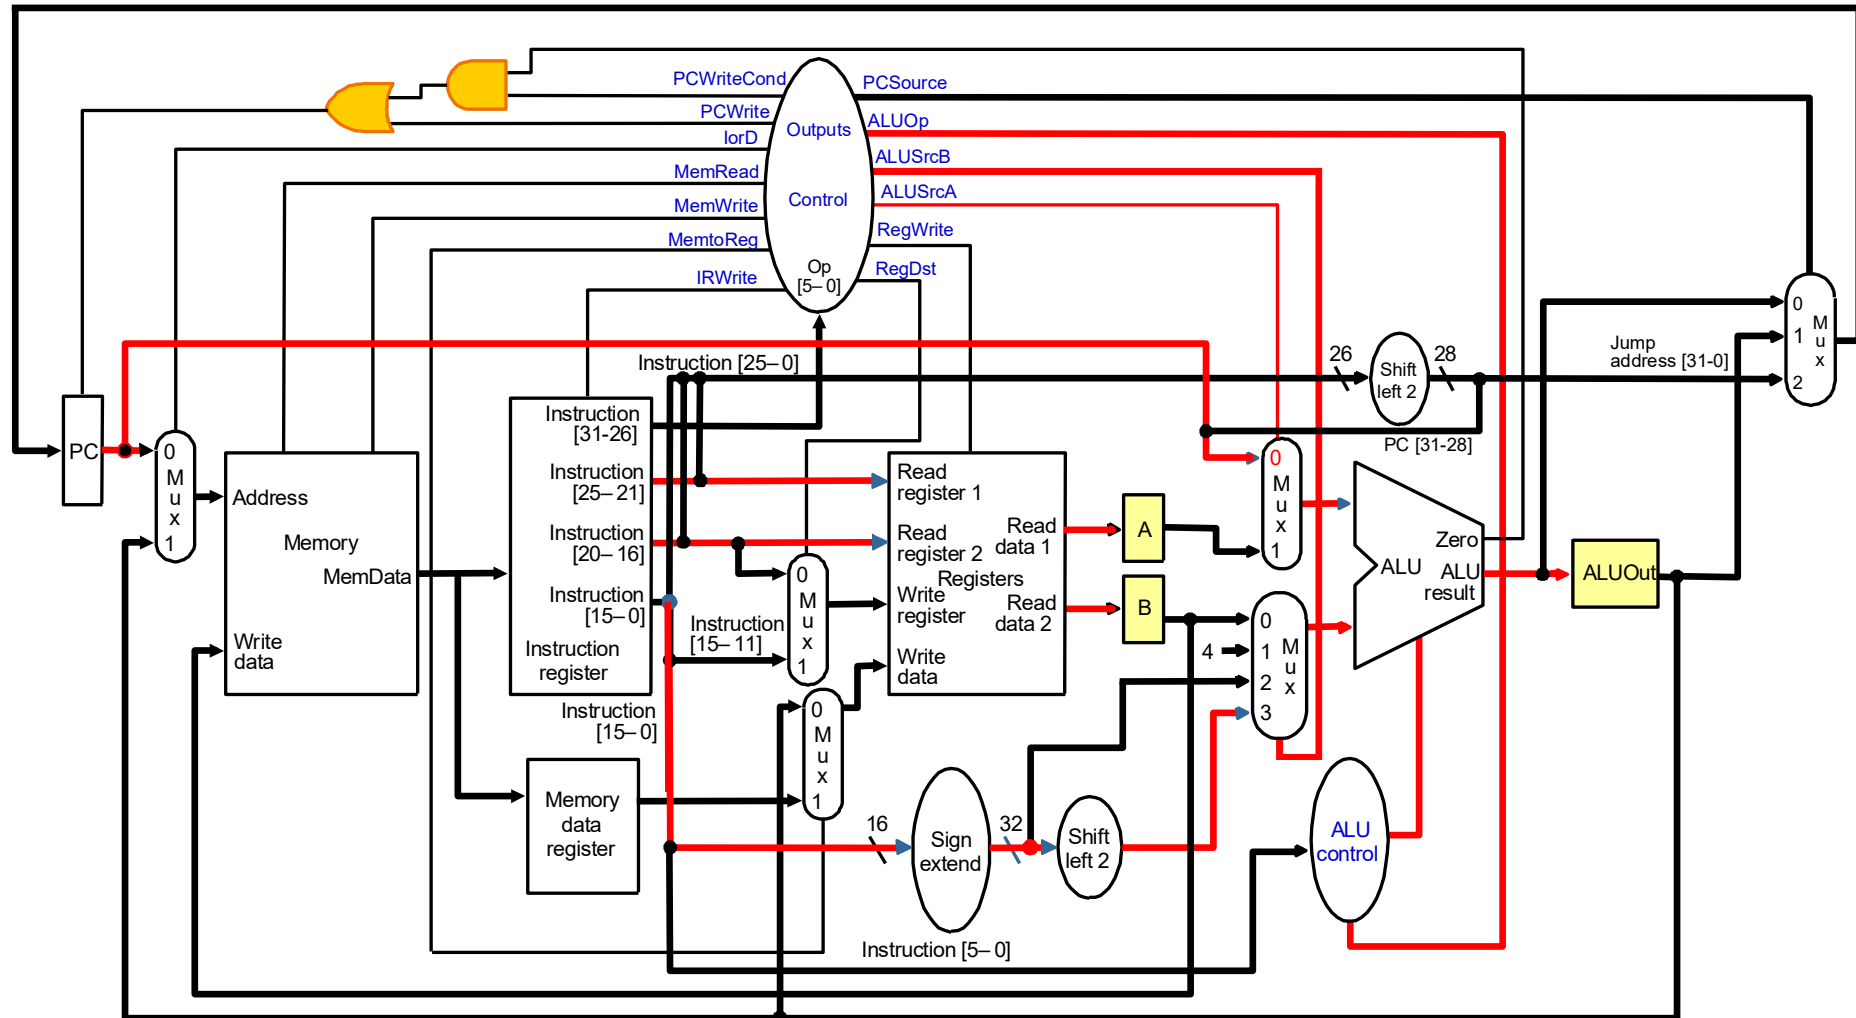 PCWriteCond
PCSource
PCWrite
ALUOp
IorD
Outputs
ALUSrcB
MemRead
ALUSrcA
MemWrite
Control
MemtoReg
RegWrite
IRWrite
Op
[5–0]
RegDst
Instruction [25–0]
26
28
Shift
left 2
Jump
address [31-0]
0
1
2
M
u
x
PC [31-28]
PC
0
M
u
x
1
Address
Memory
MemData
Write
data
Instruction
[31-26]
Instruction
[25–21]
Instruction
[20–16]
Instruction
[15–0]
Instruction
register
Instruction
[15–11]
Instruction
[15–0]
0
M
u
x
1
Read
register 1
Read
register 2
Registers
Write
register
Write
data
Read
data 1
Read
data 2
A
B
0
M
u
x
1
4
0
1
2
3
M
u
x
Zero
ALU
ALU
result
ALUOut
0
M
u
x
1
Memory
data
register
16
Sign
extend
32
Shift
left 2
ALU
control
Instruction [5–0]